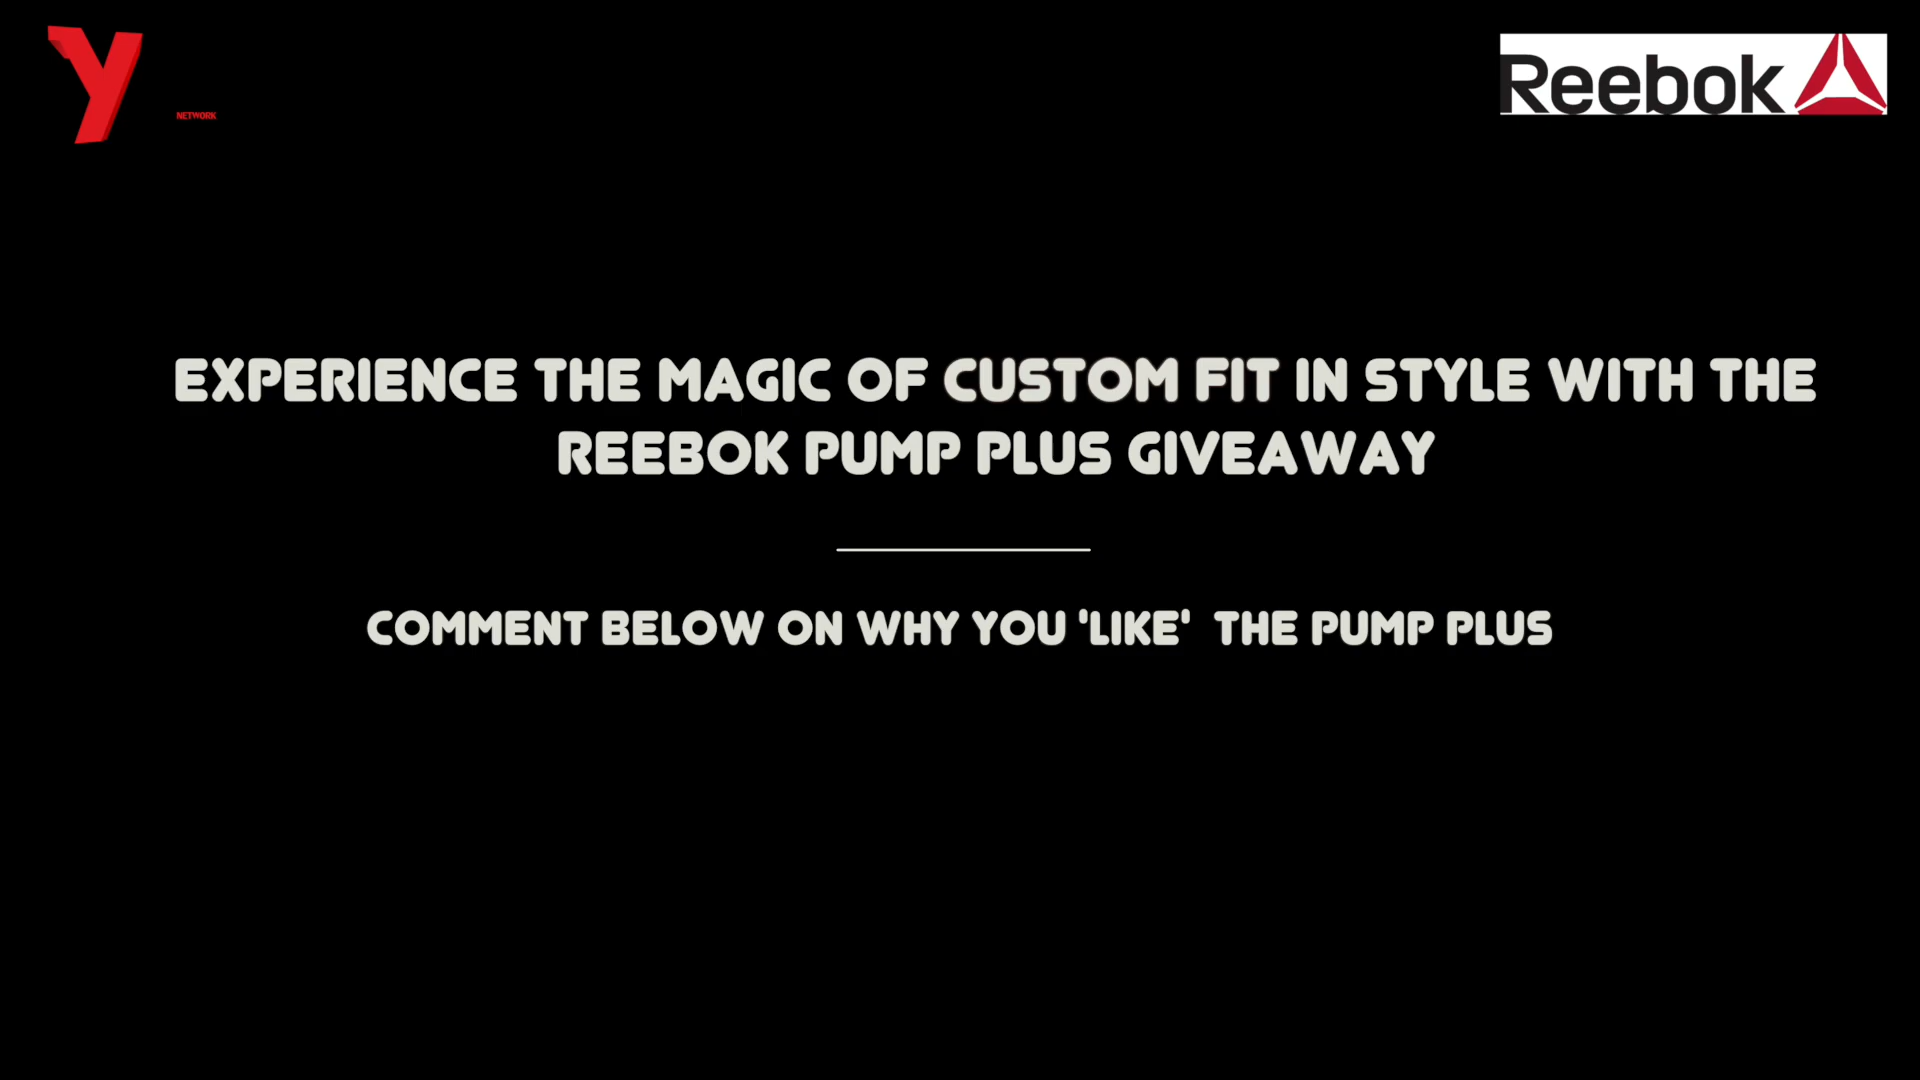 Y
NETWORK
Reebok
EXPERIENCE THE MAGIC OF CUSTOM FIT IN STYLE WITH THE
REEBOK PUMP PLUS GIVEAWAY
COMMENT BELOW ON WHY YOU 'LIKE' THE PUMP PLUS